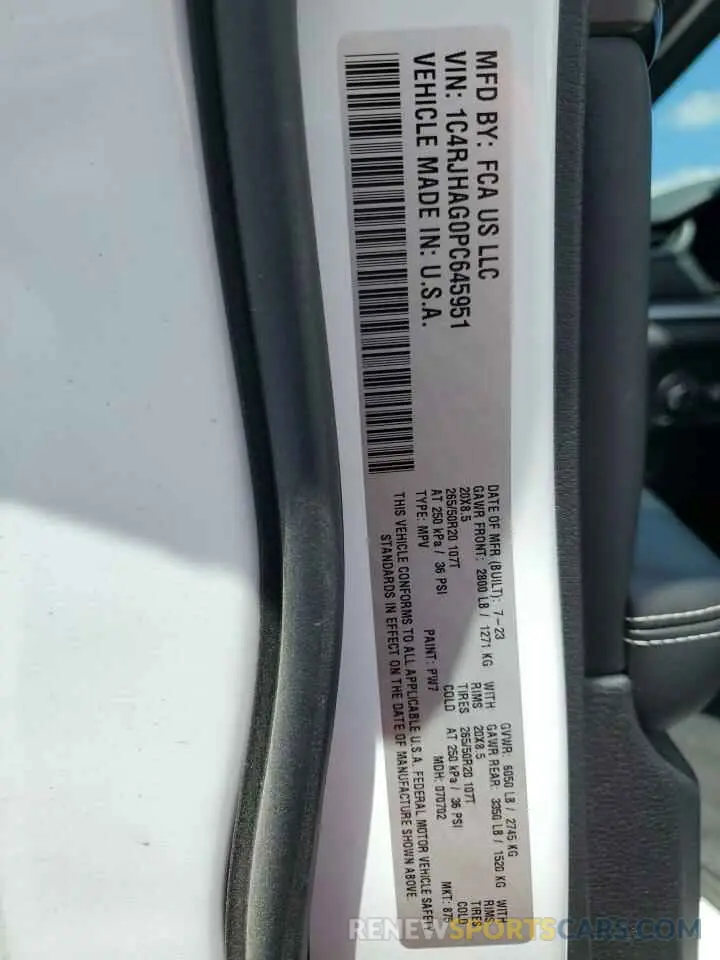 MFD BY: FCA US LLC
VIN: 1C4RJHAG0PC645951
VEHICLE MADE IN: U.S.A.
DATE OF MFR (BUILT): 7-23 GVWR: 6050 LB / 2745 KG
GAWR FRONT: 2800 LB / 1271 KG WITH GAWR REAR: 3350 LB / 1520 KG WITH
20X8.5 RIMS 20X8.5 RIMS
265/50R20 107T TIRES 265/50R20 107T TIRES
AT 250 kPa / 36 PSI COLD AT 250 kPa / 36 PSI COLD
TYPE: MPV PAINT: PW7 MDH: 070702 MKT: 875
THIS VEHICLE CONFORMS TO ALL APPLICABLE U.S.A. FEDERAL MOTOR VEHICLE SAFETY
STANDARDS IN EFFECT ON THE DATE OF MANUFACTURE SHOWN ABOVE.
RENEWSPORTSCARS.COM